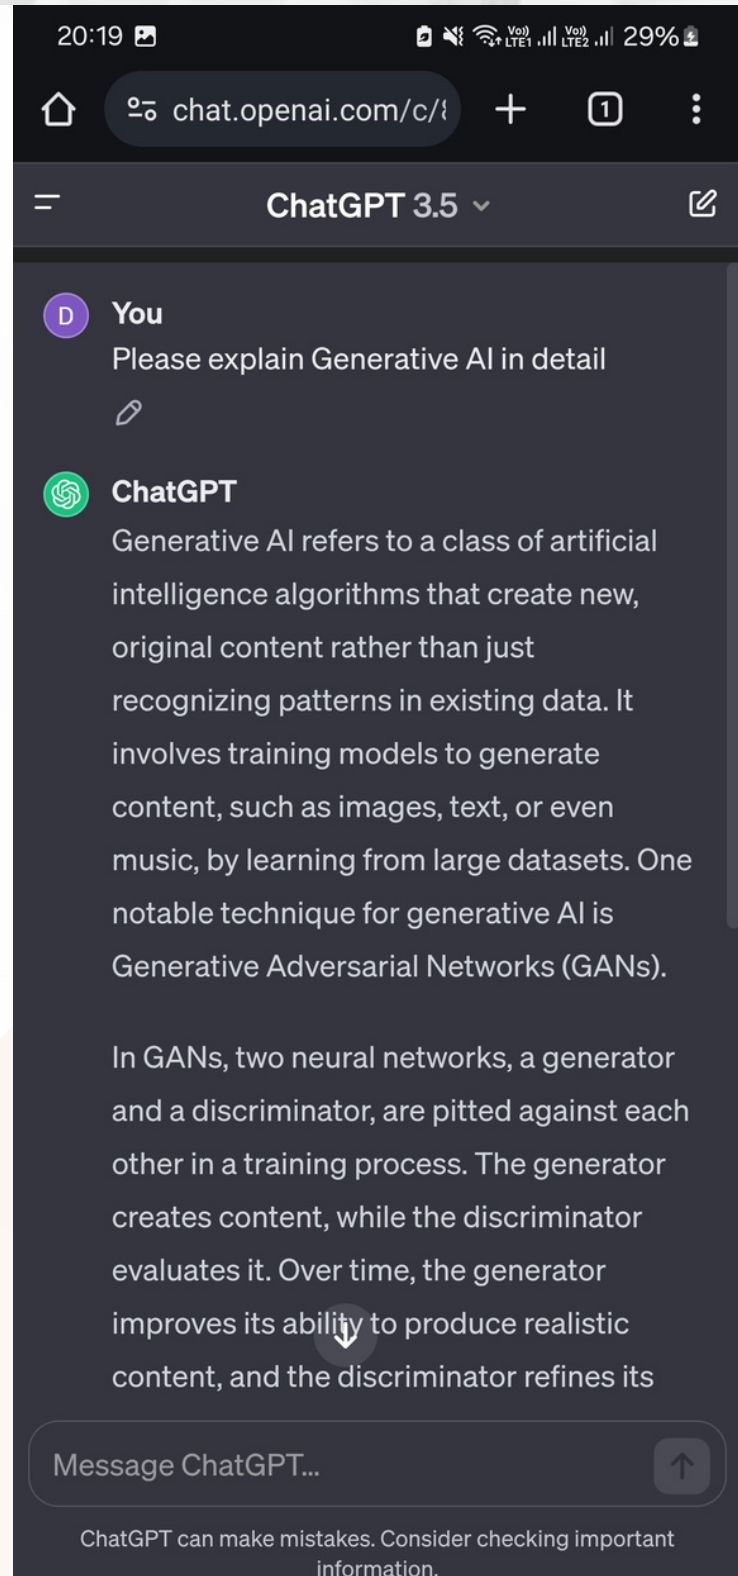 20:19 Vo)) LTE1 Vo)) LTE2 29%
chat.openai.com/c/ 1
ChatGPT 3.5
D You
Please explain Generative AI in detail
ChatGPT
Generative AI refers to a class of artificial
intelligence algorithms that create new,
original content rather than just
recognizing patterns in existing data. It
involves training models to generate
content, such as images, text, or even
music, by learning from large datasets. One
notable technique for generative AI is
Generative Adversarial Networks (GANs).
In GANs, two neural networks, a generator
and a discriminator, are pitted against each
other in a training process. The generator
creates content, while the discriminator
evaluates it. Over time, the generator
improves its ability to produce realistic
content, and the discriminator refines its
Message ChatGPT...
ChatGPT can make mistakes. Consider checking important
information.